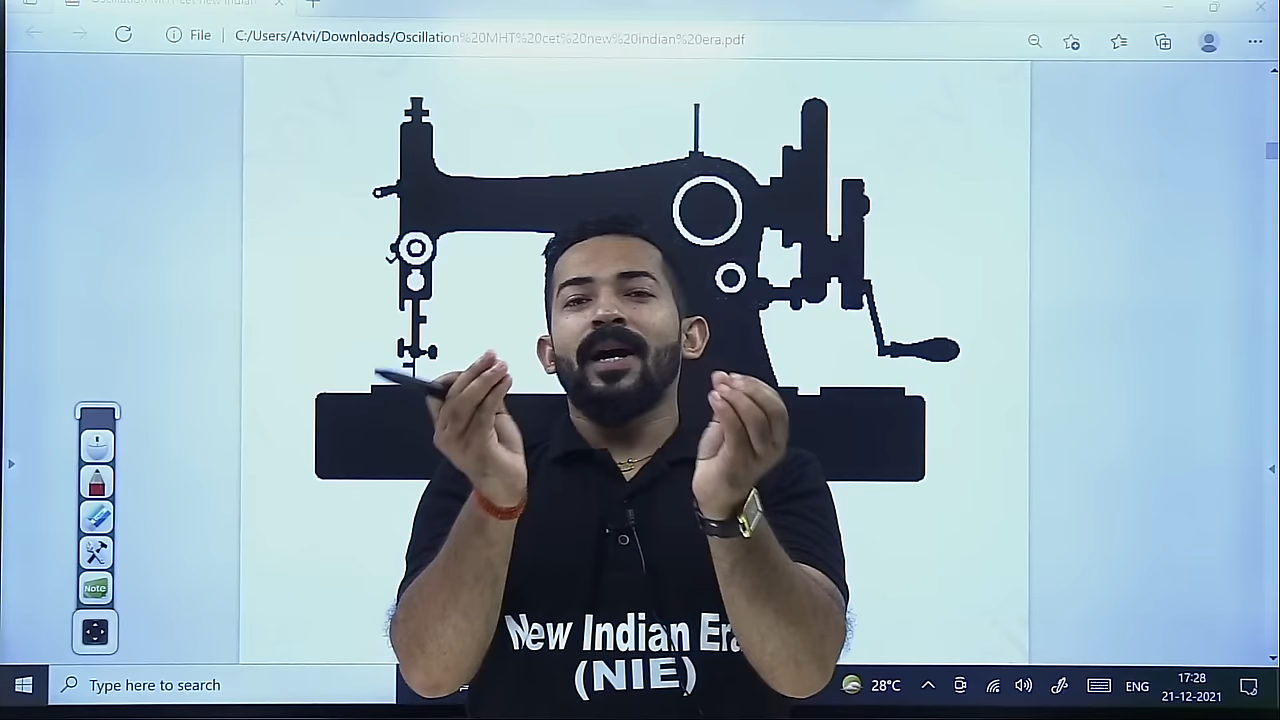 File
C:/Users/Atvi/Downloads/Oscillation%20MHT%20cet%20new%20indian%20era.pdf
Note
New Indian Era
(NIE)
Type here to search
28°C
ENG
17:28
21-12-2021